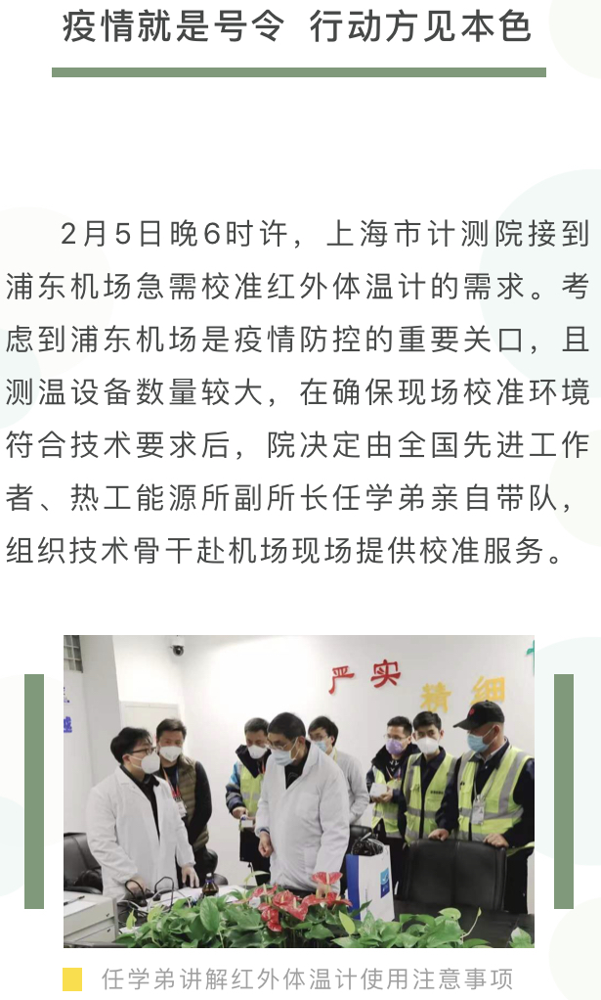 疫情就是号令 行动方见本色
2月5日晚6时许，上海市计测院接到
浦东机场急需校准红外体温计的需求。考
虑到浦东机场是疫情防控的重要关口，且
测温设备数量较大，在确保现场校准环境
符合技术要求后，院决定由全国先进工作
者、热工能源所副所长任学弟亲自带队，
组织技术骨干赴机场现场提供校准服务。
严实
精细
任学弟讲解红外体温计使用注意事项